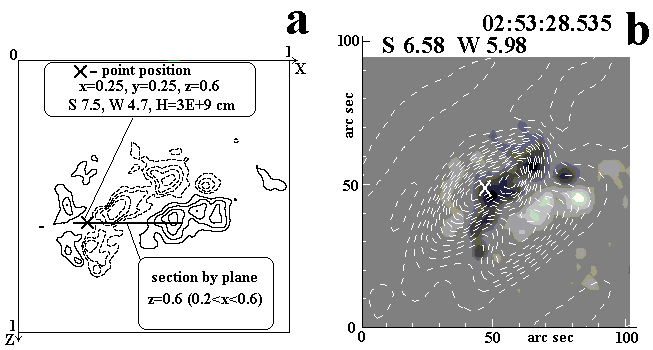 a
0
1
X
X – point position
x=0.25, y=0.25, z=0.6
S 7.5, W 4.7, H=3E+9 cm
section by plane
z=0.6 (0.2<x<0.6)
1
Z
02:53:28.535
b
S 6.58 W 5.98
100
arc sec
50
0
50
arc sec
100